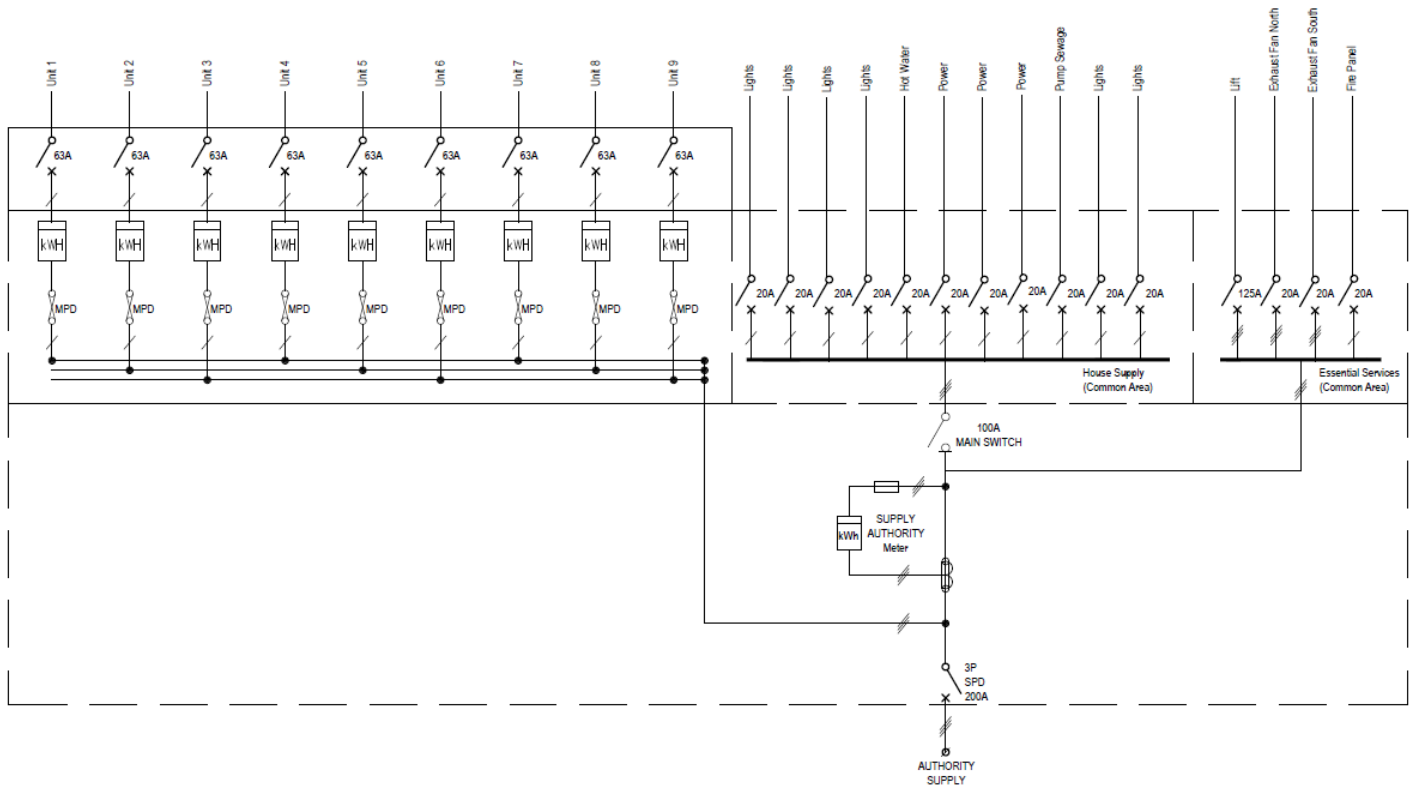 Unit 1
Unit 2
Unit 3
Unit 4
Unit 5
Unit 6
Unit 7
Unit 8
Unit 9
Lights
Lights
Lights
Lights
Hot Water
Power
Power
Power
Pump Sewage
Lights
Lights
Lift
Exhaust Fan North
Exhaust Fan South
Fire Panel
63A
63A
63A
63A
63A
63A
63A
63A
63A
kWH
kWH
kWH
kWH
kWH
kWH
kWH
kWH
kWH
MPD
MPD
MPD
MPD
MPD
MPD
MPD
MPD
MPD
20A
20A
20A
20A
20A
20A
20A
20A
20A
20A
20A
125A
20A
20A
20A
House Supply
(Common Area)
Essential Services
(Common Area)
100A
MAIN SWITCH
kWh
SUPPLY
AUTHORITY
Meter
3P
SPD
200A
AUTHORITY
SUPPLY